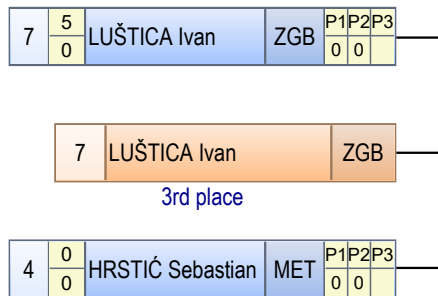 7 5 0 LUŠTICA Ivan ZGB P1 P2 P3 0 0
7 LUŠTICA Ivan ZGB
3rd place
4 0 0 HRSTIĆ Sebastian MET P1 P2 P3 0 0